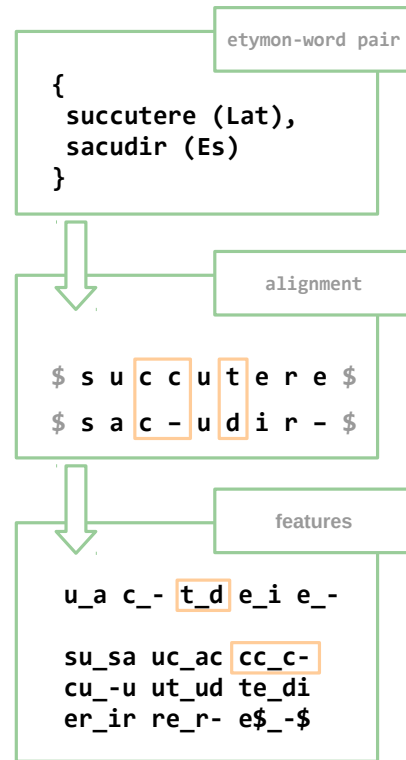 etymon-word pair
{
succutere (Lat),
sacudir (Es)
}
alignment
$ s u c c u t e r e $
$ s a c – u d i r – $
features
u_a c_- t_d e_i e_-
su_sa uc_ac cc_c-
cu_-u ut_ud te_di
er_ir re_r- e$_-$